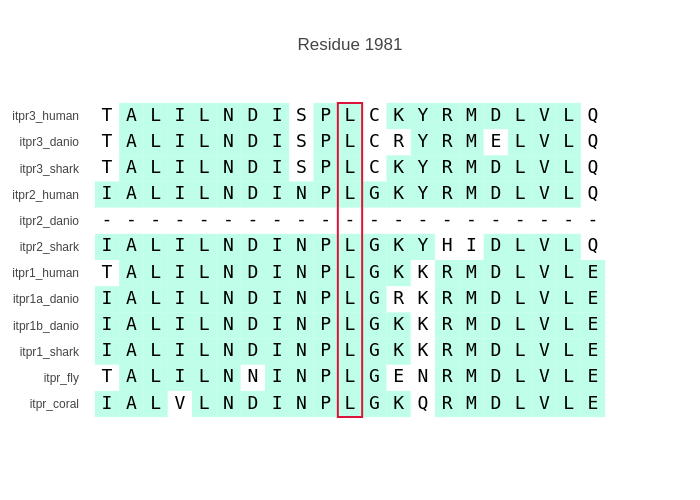 Residue 1981
itpr3_human T A L I L N D I S P L C K Y R M D L V L Q
itpr3_danio T A L I L N D I S P L C R Y R M E L V L Q
itpr3_shark T A L I L N D I S P L C K Y R M D L V L Q
itpr2_human I A L I L N D I N P L G K Y R M D L V L Q
itpr2_danio - - - - - - - - - - - - - - - - - - - - -
itpr2_shark I A L I L N D I N P L G K Y H I D L V L Q
itpr1_human T A L I L N D I N P L G K K R M D L V L E
itpr1a_danio I A L I L N D I N P L G R K R M D L V L E
itpr1b_danio I A L I L N D I N P L G K K R M D L V L E
itpr1_shark I A L I L N D I N P L G K K R M D L V L E
itpr_fly T A L I L N N I N P L G E N R M D L V L E
itpr_coral I A L V L N D I N P L G K Q R M D L V L E